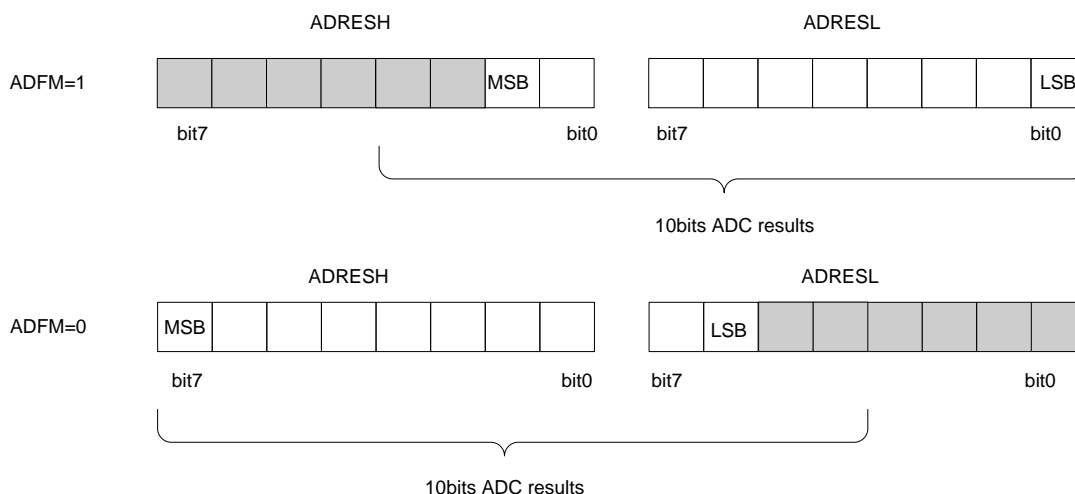 ADRESH ADRESL
ADFM=1 MSB LSB
bit7 bit0 bit7 bit0
10bits ADC results
ADRESH ADRESL
ADFM=0 MSB LSB
bit7 bit0 bit7 bit0
10bits ADC results